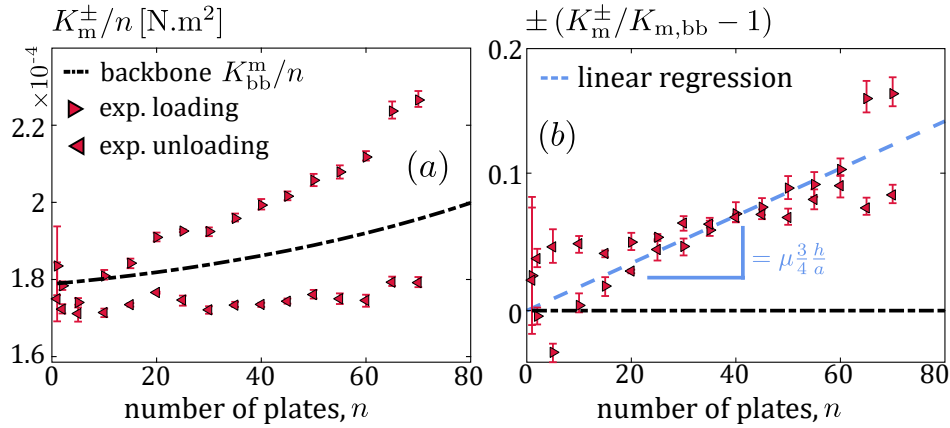 K_m^±/n [N.m²]
×10⁻⁴
2.2
2
1.8
1.6
0
20
40
60
80
backbone K_bb^m/n
exp. loading
exp. unloading
(a)
number of plates, n
± (K_m^±/K_m,bb − 1)
0.2
0.1
0
0
20
40
60
80
linear regression
(b)
= μ 3/4 h/a
number of plates, n